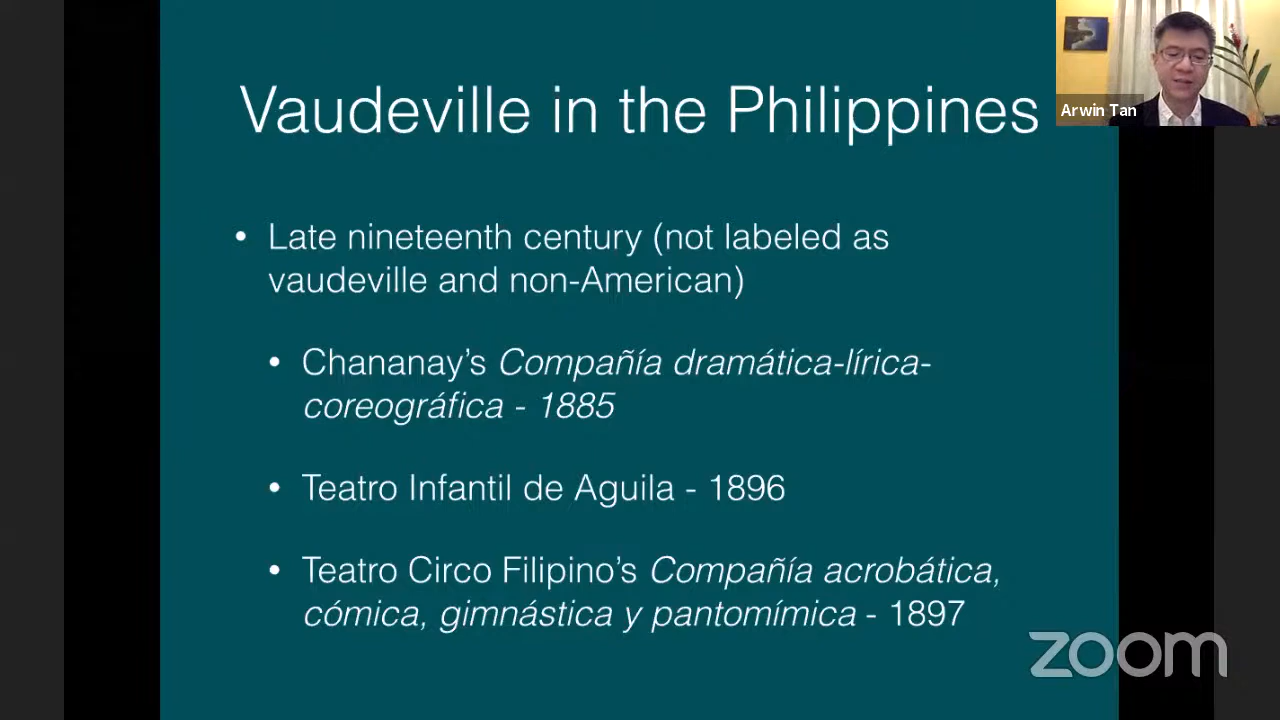 Vaudeville in the Philippines
Arwin Tan
• Late nineteenth century (not labeled as
vaudeville and non-American)
• Chananay’s Compañía dramática-lírica-
coreográfica - 1885
• Teatro Infantil de Aguila - 1896
• Teatro Circo Filipino’s Compañía acrobática,
cómica, gimnástica y pantomímica - 1897
zoom